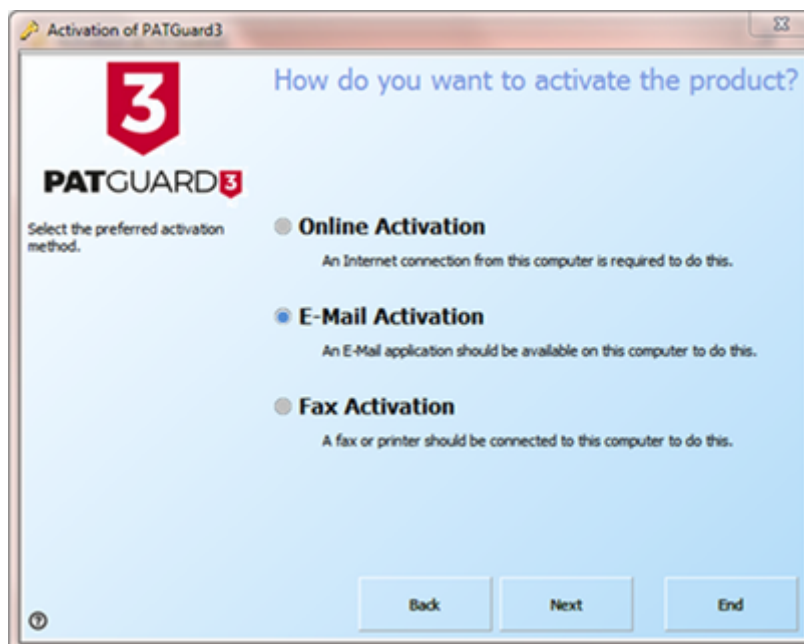 Activation of PATGuard3
3
PATGUARD3
Select the preferred activation
method.
How do you want to activate the product?
Online Activation
An Internet connection from this computer is required to do this.
E-Mail Activation
An E-Mail application should be available on this computer to do this.
Fax Activation
A fax or printer should be connected to this computer to do this.
Back
Next
End